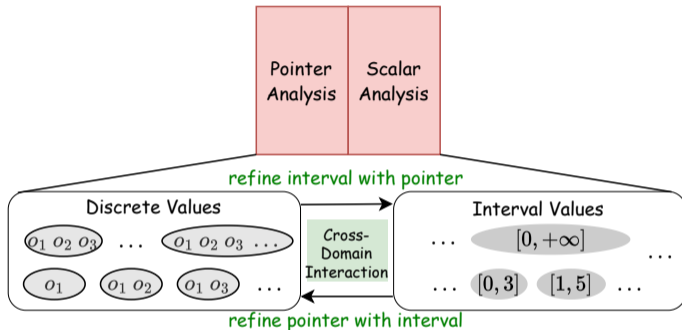 Pointer Analysis
Scalar Analysis
refine interval with pointer
Discrete Values
o₁ o₂ o₃ ... o₁ o₂ o₃ ...
o₁ o₁ o₂ o₁ o₃ ...
Cross-Domain Interaction
Interval Values
... [0, +∞] ...
... [0, 3] [1, 5] ...
refine pointer with interval